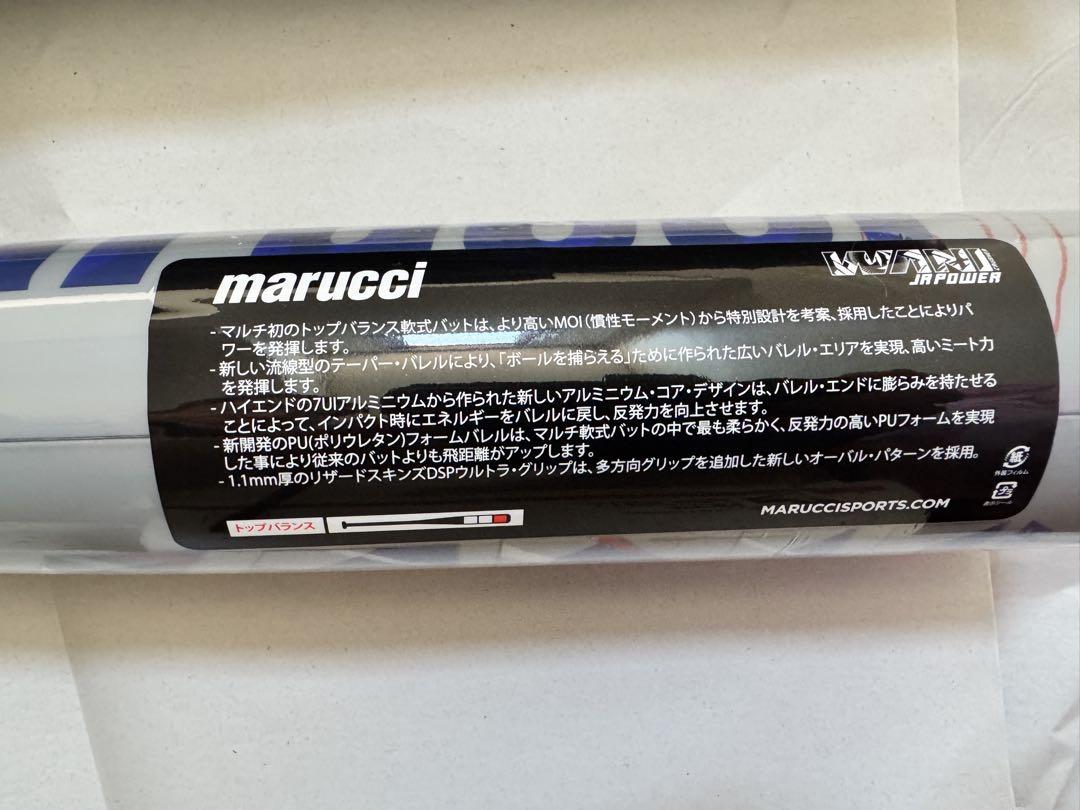 marucci
WANI
JAPOWER
- マルチ初のトップバランス軟式バットは、より高いMOI(慣性モーメント)から特別設計を考案、採用したことによりパ
ワーを発揮します。
- 新しい流線型のテーパー・バレルにより、「ボールを捕らえる」ために作られた広いバレル・エリアを実現、高いミート力
を発揮します。
- ハイエンドの7UIアルミニウムから作られた新しいアルミニウム・コア・デザインは、バレル・エンドに膨らみを持たせる
ことによって、インパクト時にエネルギーをバレルに戻し、反発力を向上させます。
- 新開発のPU(ポリウレタン)フォームバレルは、マルチ軟式バットの中で最も柔らかく、反発力の高いPUフォームを実現
した事により従来のバットよりも飛距離がアップします。
- 1.1mm厚のリザードスキンズDSPウルトラ・グリップは、多方向グリップを追加した新しいオーバル・パターンを採用。
紙
外装フィルム
プラ
表示シール
MARUCCISPORTS.COM
トップバランス